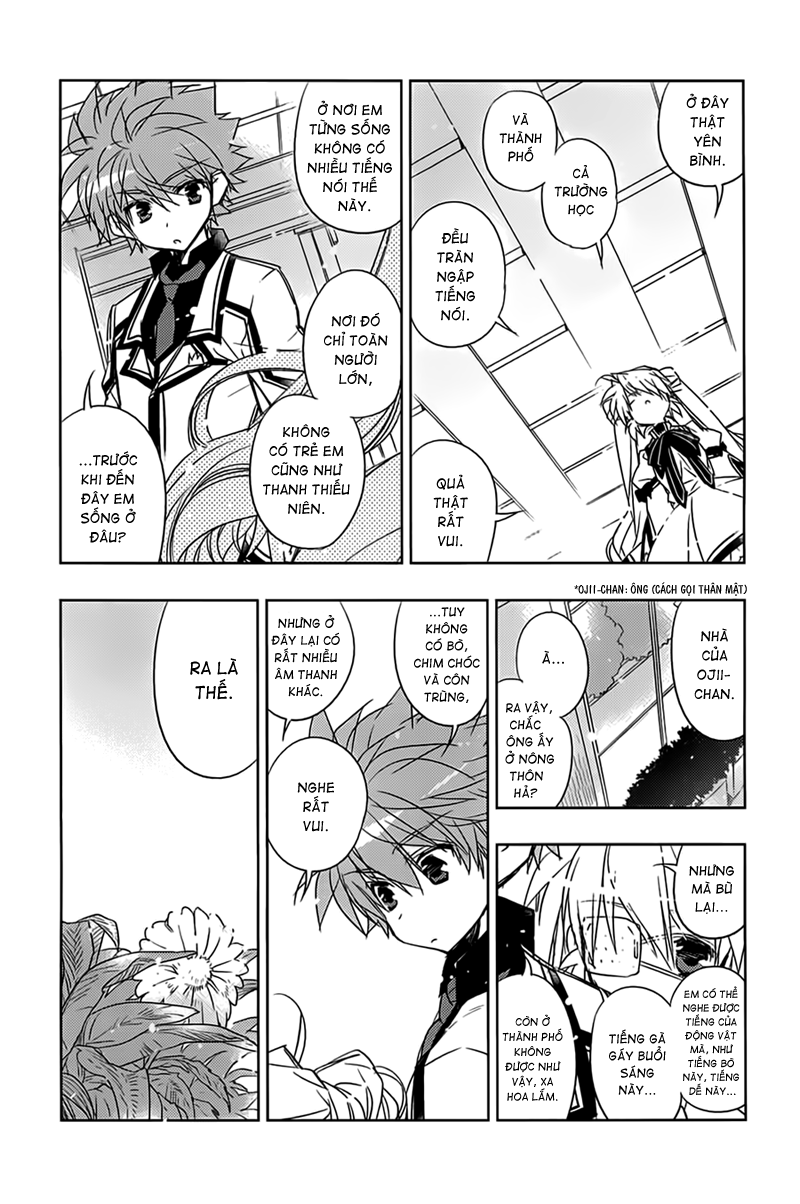 Ở ĐÂY
THẬT
YÊN
BÌNH.
VÀ
THÀNH
PHỐ
CẢ
TRƯỜNG
HỌC
ĐỀU
TRÀN
NGẬP
TIẾNG
NÓI.
QUẢ
THẬT
RẤT
VUI.
Ở NƠI EM
TỪNG SỐNG
KHÔNG CÓ
NHIỀU TIẾNG
NÓI THẾ
NÀY.
NƠI ĐÓ
CHỈ TOÀN
NGƯỜI
LỚN,
KHÔNG
CÓ TRẺ EM
CŨNG NHƯ
THANH THIẾU
NIÊN.
...TRƯỚC
KHI ĐẾN
ĐÂY EM
SỐNG Ở
ĐÂU?
*OJII-CHAN: ÔNG (CÁCH GỌI THÂN MẬT)
NHÀ
CỦA
OJII-
CHAN.
À...
RA VẬY,
CHẮC
ÔNG ẤY
Ở NÔNG
THÔN
HẢ?
NHƯNG
MÀ BÙ
LẠI...
EM CÓ THỂ
NGHE ĐƯỢC
TIẾNG CỦA
ĐỘNG VẬT
MÀ, NHƯ
TIẾNG BÒ
NÀY, TIẾNG
DẾ NÀY...
TIẾNG GÀ
GÁY BUỔI
SÁNG
NÀY...
CÒN Ở
THÀNH PHỐ
KHÔNG
ĐƯỢC NHƯ
VẬY, XA
HOA LẮM.
...TUY
KHÔNG
CÓ BÒ,
CHIM CHÓC
VÀ CÔN
TRÙNG,
NHƯNG Ở
ĐÂY LẠI CÓ
RẤT NHIỀU
ÂM THANH
KHÁC.
NGHE
RẤT
VUI.
RA LÀ
THẾ.